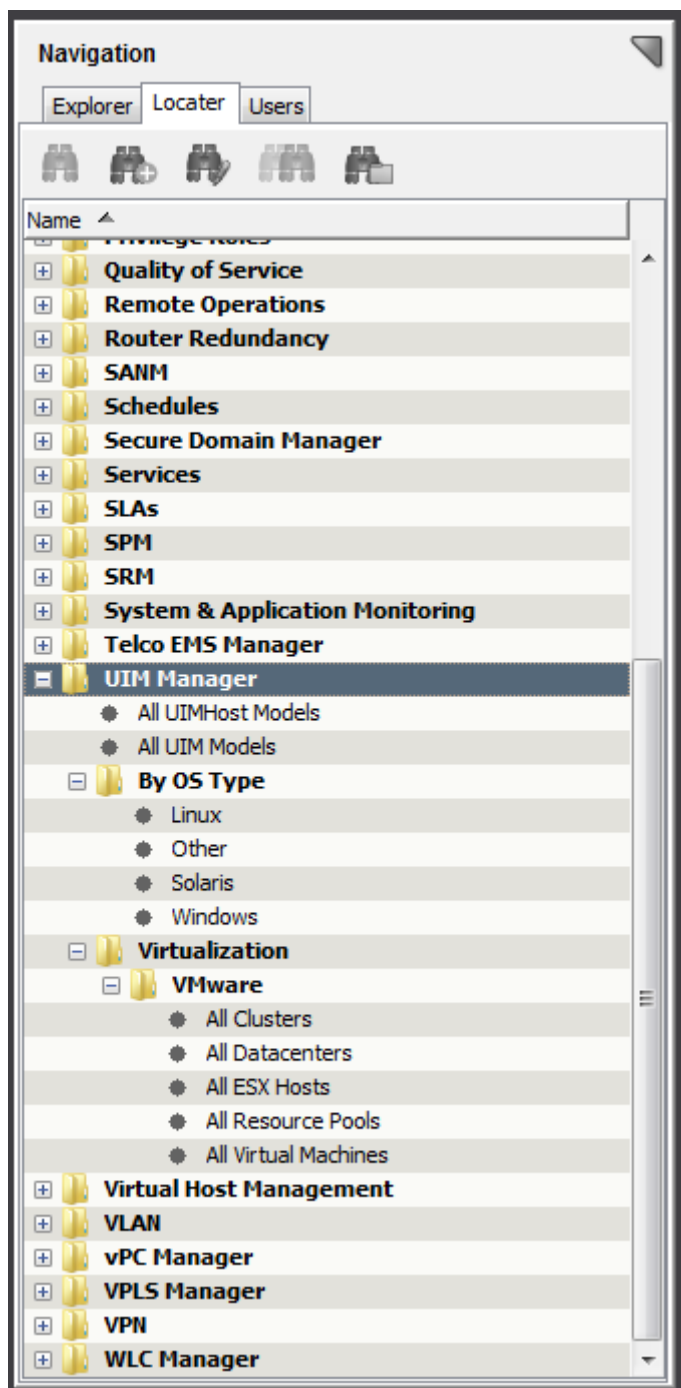 Navigation
Explorer Locater Users
Name
Privilege Roles
Quality of Service
Remote Operations
Router Redundancy
SANM
Schedules
Secure Domain Manager
Services
SLAs
SPM
SRM
System & Application Monitoring
Telco EMS Manager
UIM Manager
All UIMHost Models
All UIM Models
By OS Type
Linux
Other
Solaris
Windows
Virtualization
VMware
All Clusters
All Datacenters
All ESX Hosts
All Resource Pools
All Virtual Machines
Virtual Host Management
VLAN
vPC Manager
VPLS Manager
VPN
WLC Manager